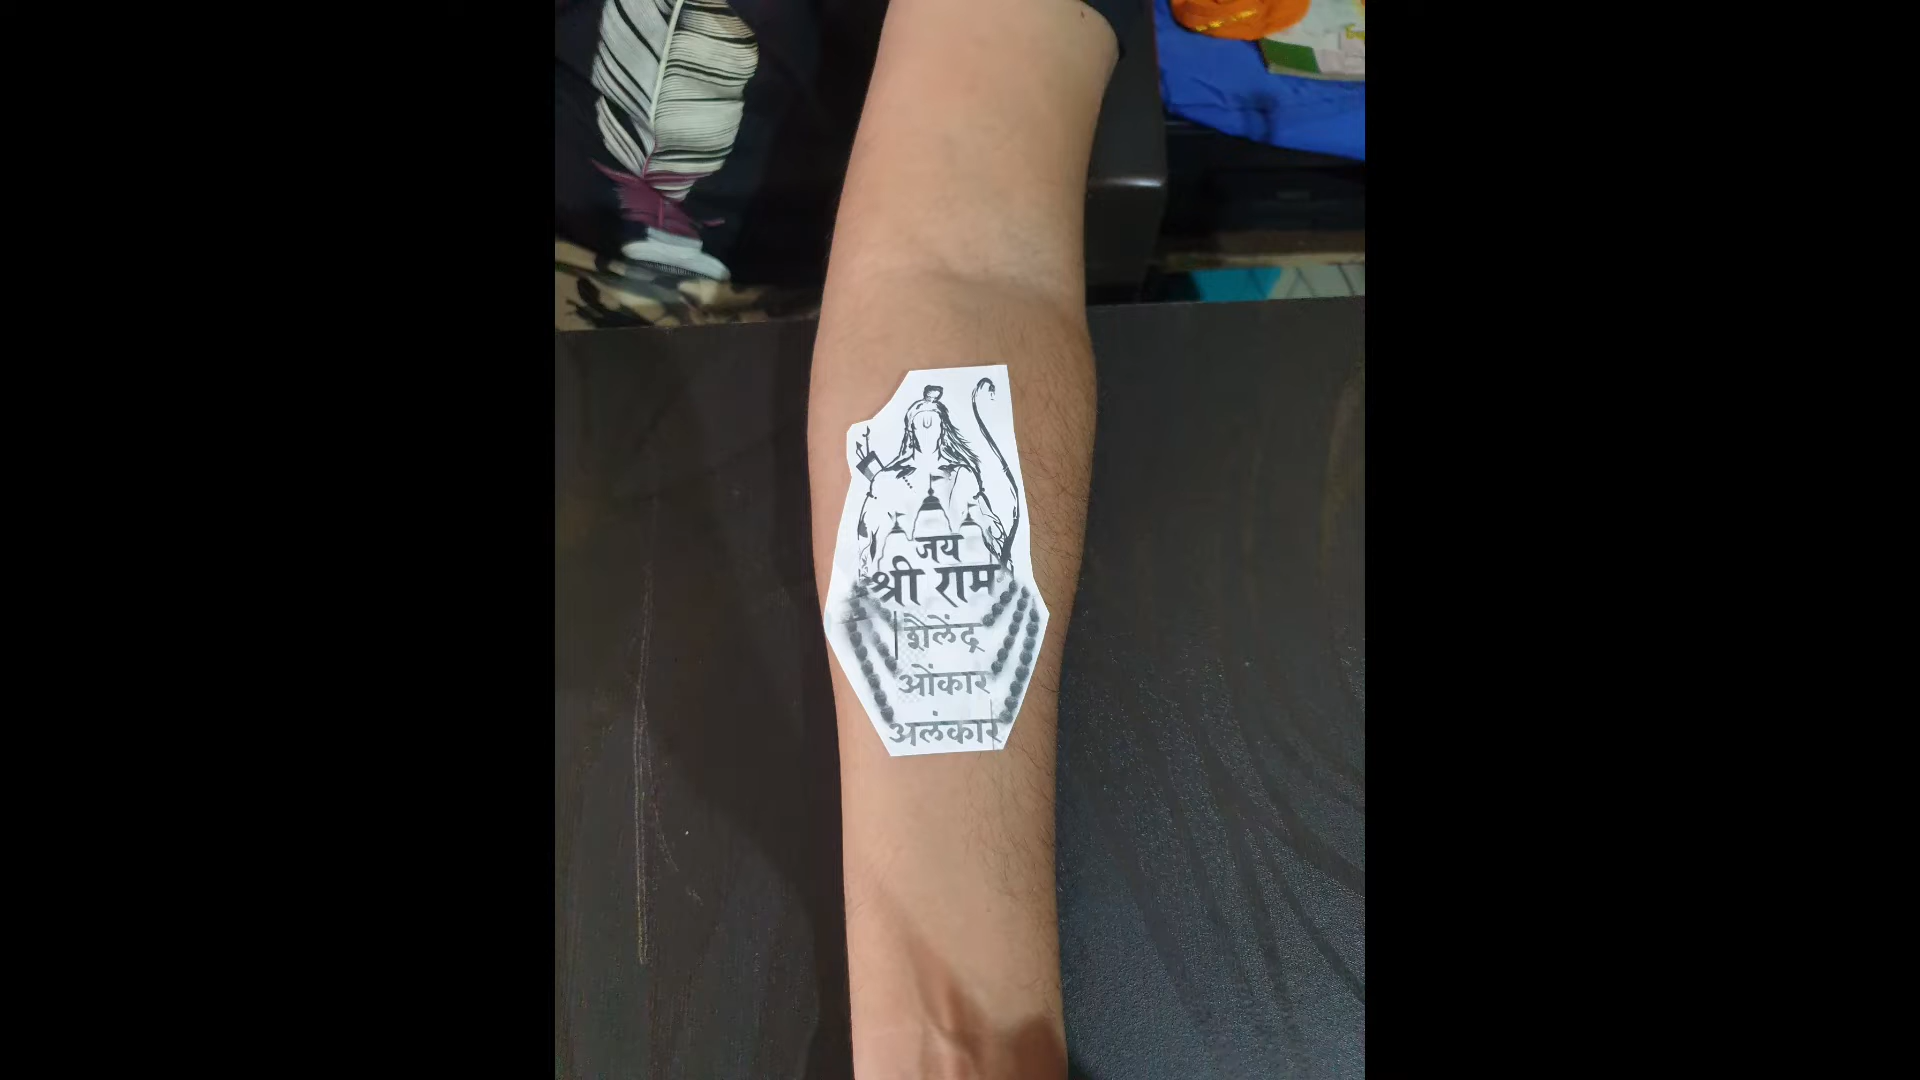 जय
श्री राम
शैलेंद्र
ओंकार
अलंकार